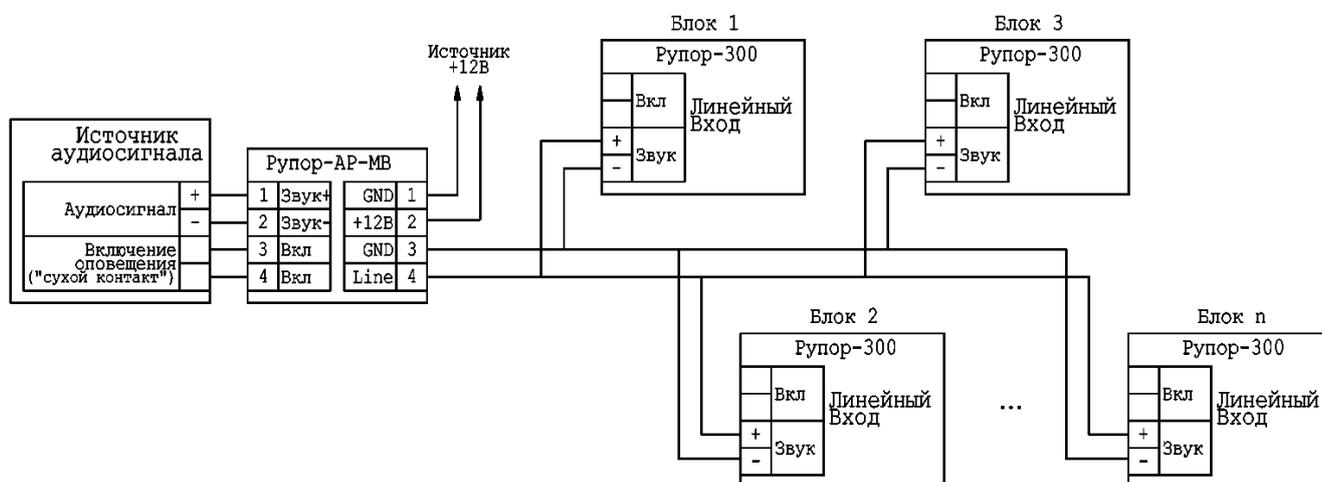 Блок 1
Рупор-300
Вкл
Линейный
Вход
+
Звук
-
Блок 3
Рупор-300
Вкл
Линейный
Вход
+
Звук
-
Источник
+12В
Источник
аудиосигнала
Аудиосигнал
+
-
Включение
оповещения
("сухой контакт")
Рупор-АР-МВ
1 Звук+ GND 1
2 Звук- +12В 2
3 Вкл GND 3
4 Вкл Line 4
Блок 2
Рупор-300
Вкл
Линейный
Вход
+
Звук
-
...
Блок n
Рупор-300
Вкл
Линейный
Вход
+
Звук
-